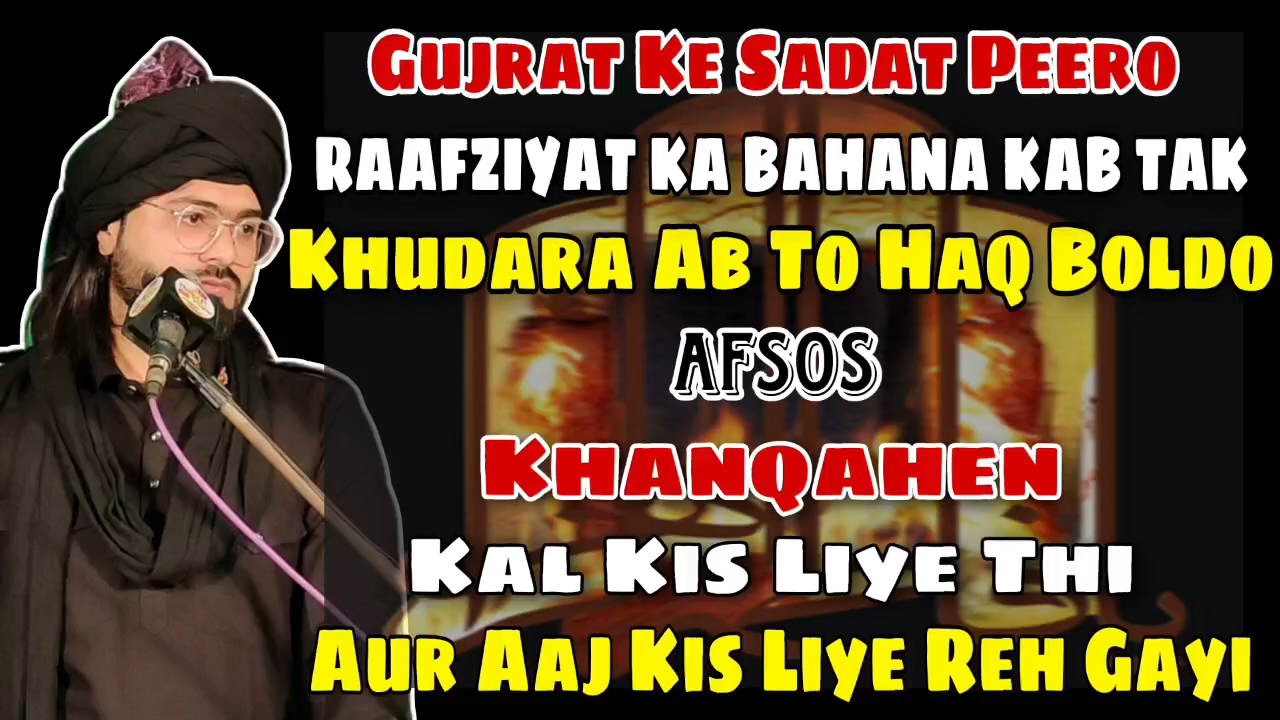 Gujrat Ke Sadat Peero
Raafziyat ka bahana kab tak
Khudara Ab To Haq Boldo
Afsos
Khanqahen
Kal Kis Liye Thi
Aur Aaj Kis Liye Reh Gayi